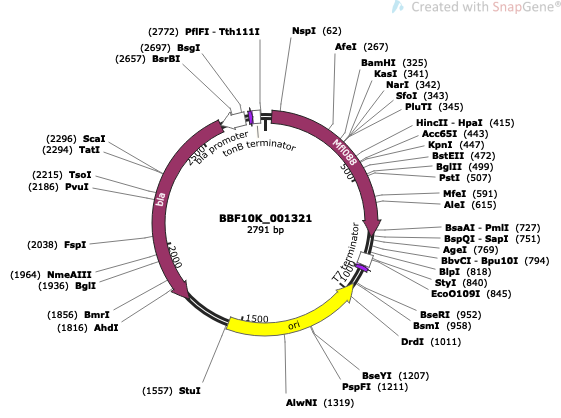 Created with SnapGene®
(2772) PflFI - Tth111I
NspI (62)
(2697) BsgI
(2657) BsrBI
AfeI (267)
BamHI (325)
KasI (341)
NarI (342)
SfoI (343)
PluTI (345)
HincII - HpaI (415)
Acc65I (443)
KpnI (447)
BstEII (472)
BglII (499)
PstI (507)
MfeI (591)
AleI (615)
BsaAI - PmlI (727)
BspQI - SapI (751)
AgeI (769)
BbvCI - Bpu10I (794)
BlpI (818)
StyI (840)
EcoO109I (845)
BseRI (952)
BsmI (958)
DrdI (1011)
BseYI (1207)
PspFI (1211)
AlwNI (1319)
(1557) StuI
(1816) AhdI
(1856) BmrI
(1936) BglI
(1964) NmeAIII
(2038) FspI
(2186) PvuI
(2215) TsoI
(2294) TatI
(2296) ScaI
bla promoter
tonB terminator
Mfl088
T7 terminator
ori
bla
500
1000
1500
2000
2500
BBF10K_001321
2791 bp